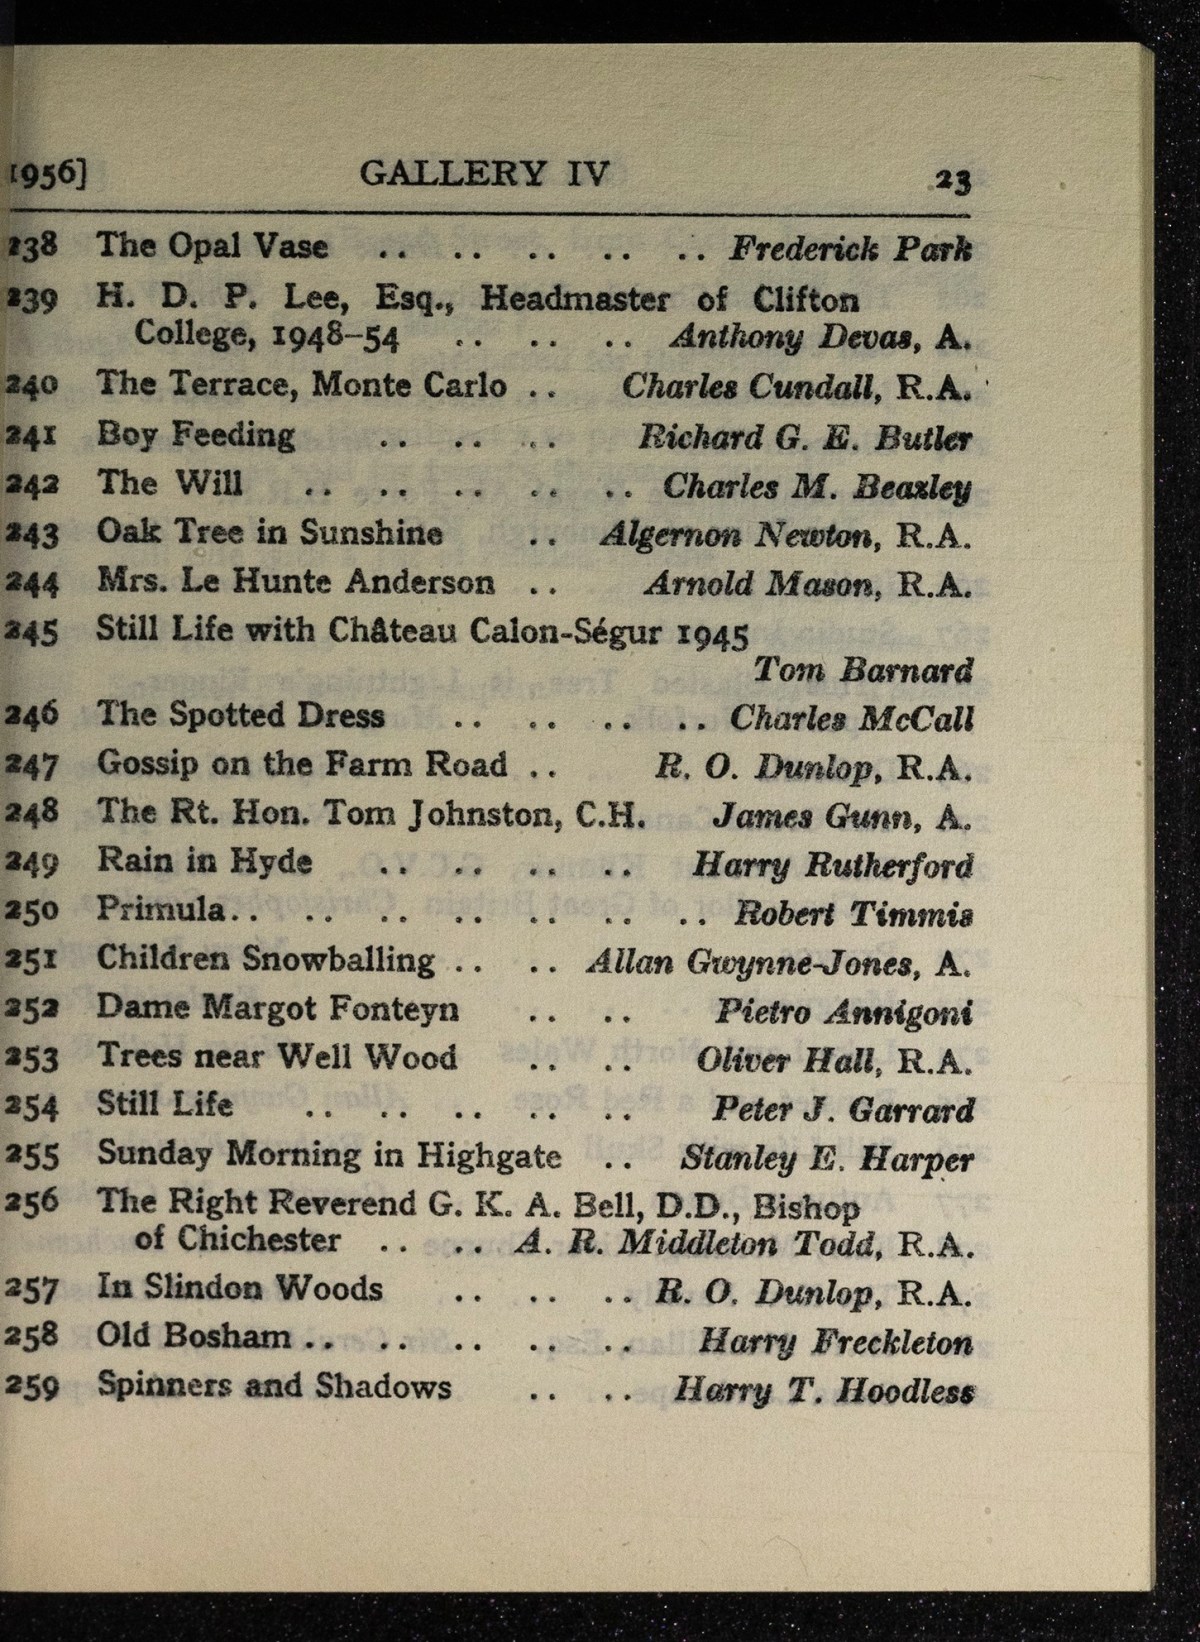 1956] GALLERY IV 23
238 The Opal Vase .. .. .. .. .. Frederick Park
239 H. D. P. Lee, Esq., Headmaster of Clifton
College, 1948–54 .. .. .. Anthony Devas, A.
240 The Terrace, Monte Carlo .. Charles Cundall, R.A.
241 Boy Feeding .. .. .. Richard G. E. Butler
242 The Will .. .. .. .. .. Charles M. Beazley
243 Oak Tree in Sunshine .. Algernon Newton, R.A.
244 Mrs. Le Hunte Anderson .. Arnold Mason, R.A.
245 Still Life with Château Calon-Ségur 1945
Tom Barnard
246 The Spotted Dress .. .. .. .. Charles McCall
247 Gossip on the Farm Road .. R. O. Dunlop, R.A.
248 The Rt. Hon. Tom Johnston, C.H. James Gunn, A.
249 Rain in Hyde .. .. .. .. Harry Rutherford
250 Primula .. .. .. .. .. .. .. Robert Timmis
251 Children Snowballing .. .. Allan Gwynne-Jones, A.
252 Dame Margot Fonteyn .. .. Pietro Annigoni
253 Trees near Well Wood .. .. Oliver Hall, R.A.
254 Still Life .. .. .. .. .. Peter J. Garrard
255 Sunday Morning in Highgate .. Stanley E. Harper
256 The Right Reverend G. K. A. Bell, D.D., Bishop
of Chichester .. .. A. R. Middleton Todd, R.A.
257 In Slindon Woods .. .. .. R. O. Dunlop, R.A.
258 Old Bosham .. .. .. .. .. Harry Freckleton
259 Spinners and Shadows .. .. Harry T. Hoodless